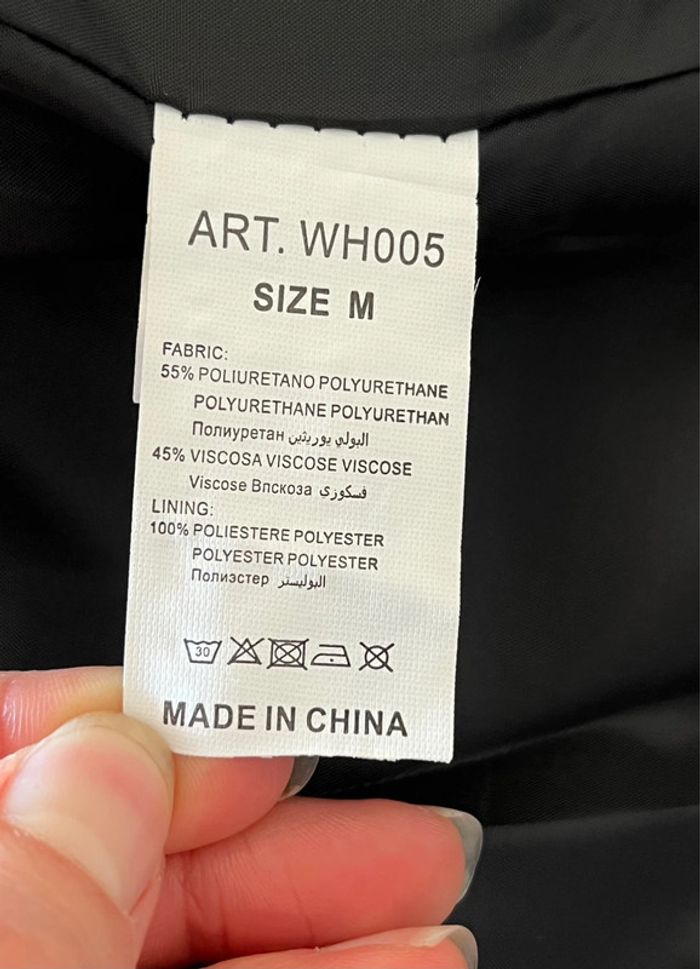 ART. WH005
SIZE M
FABRIC:
55% POLIURETANO POLYURETHANE
POLYURETHANE POLYURETHAN
Полиуретан البولي يوريثين
45% VISCOSA VISCOSE VISCOSE
Viscose Впскоза فسكوري
LINING:
100% POLIESTERE POLYESTER
POLYESTER POLYESTER
Полиэстер البوليستر
30
MADE IN CHINA